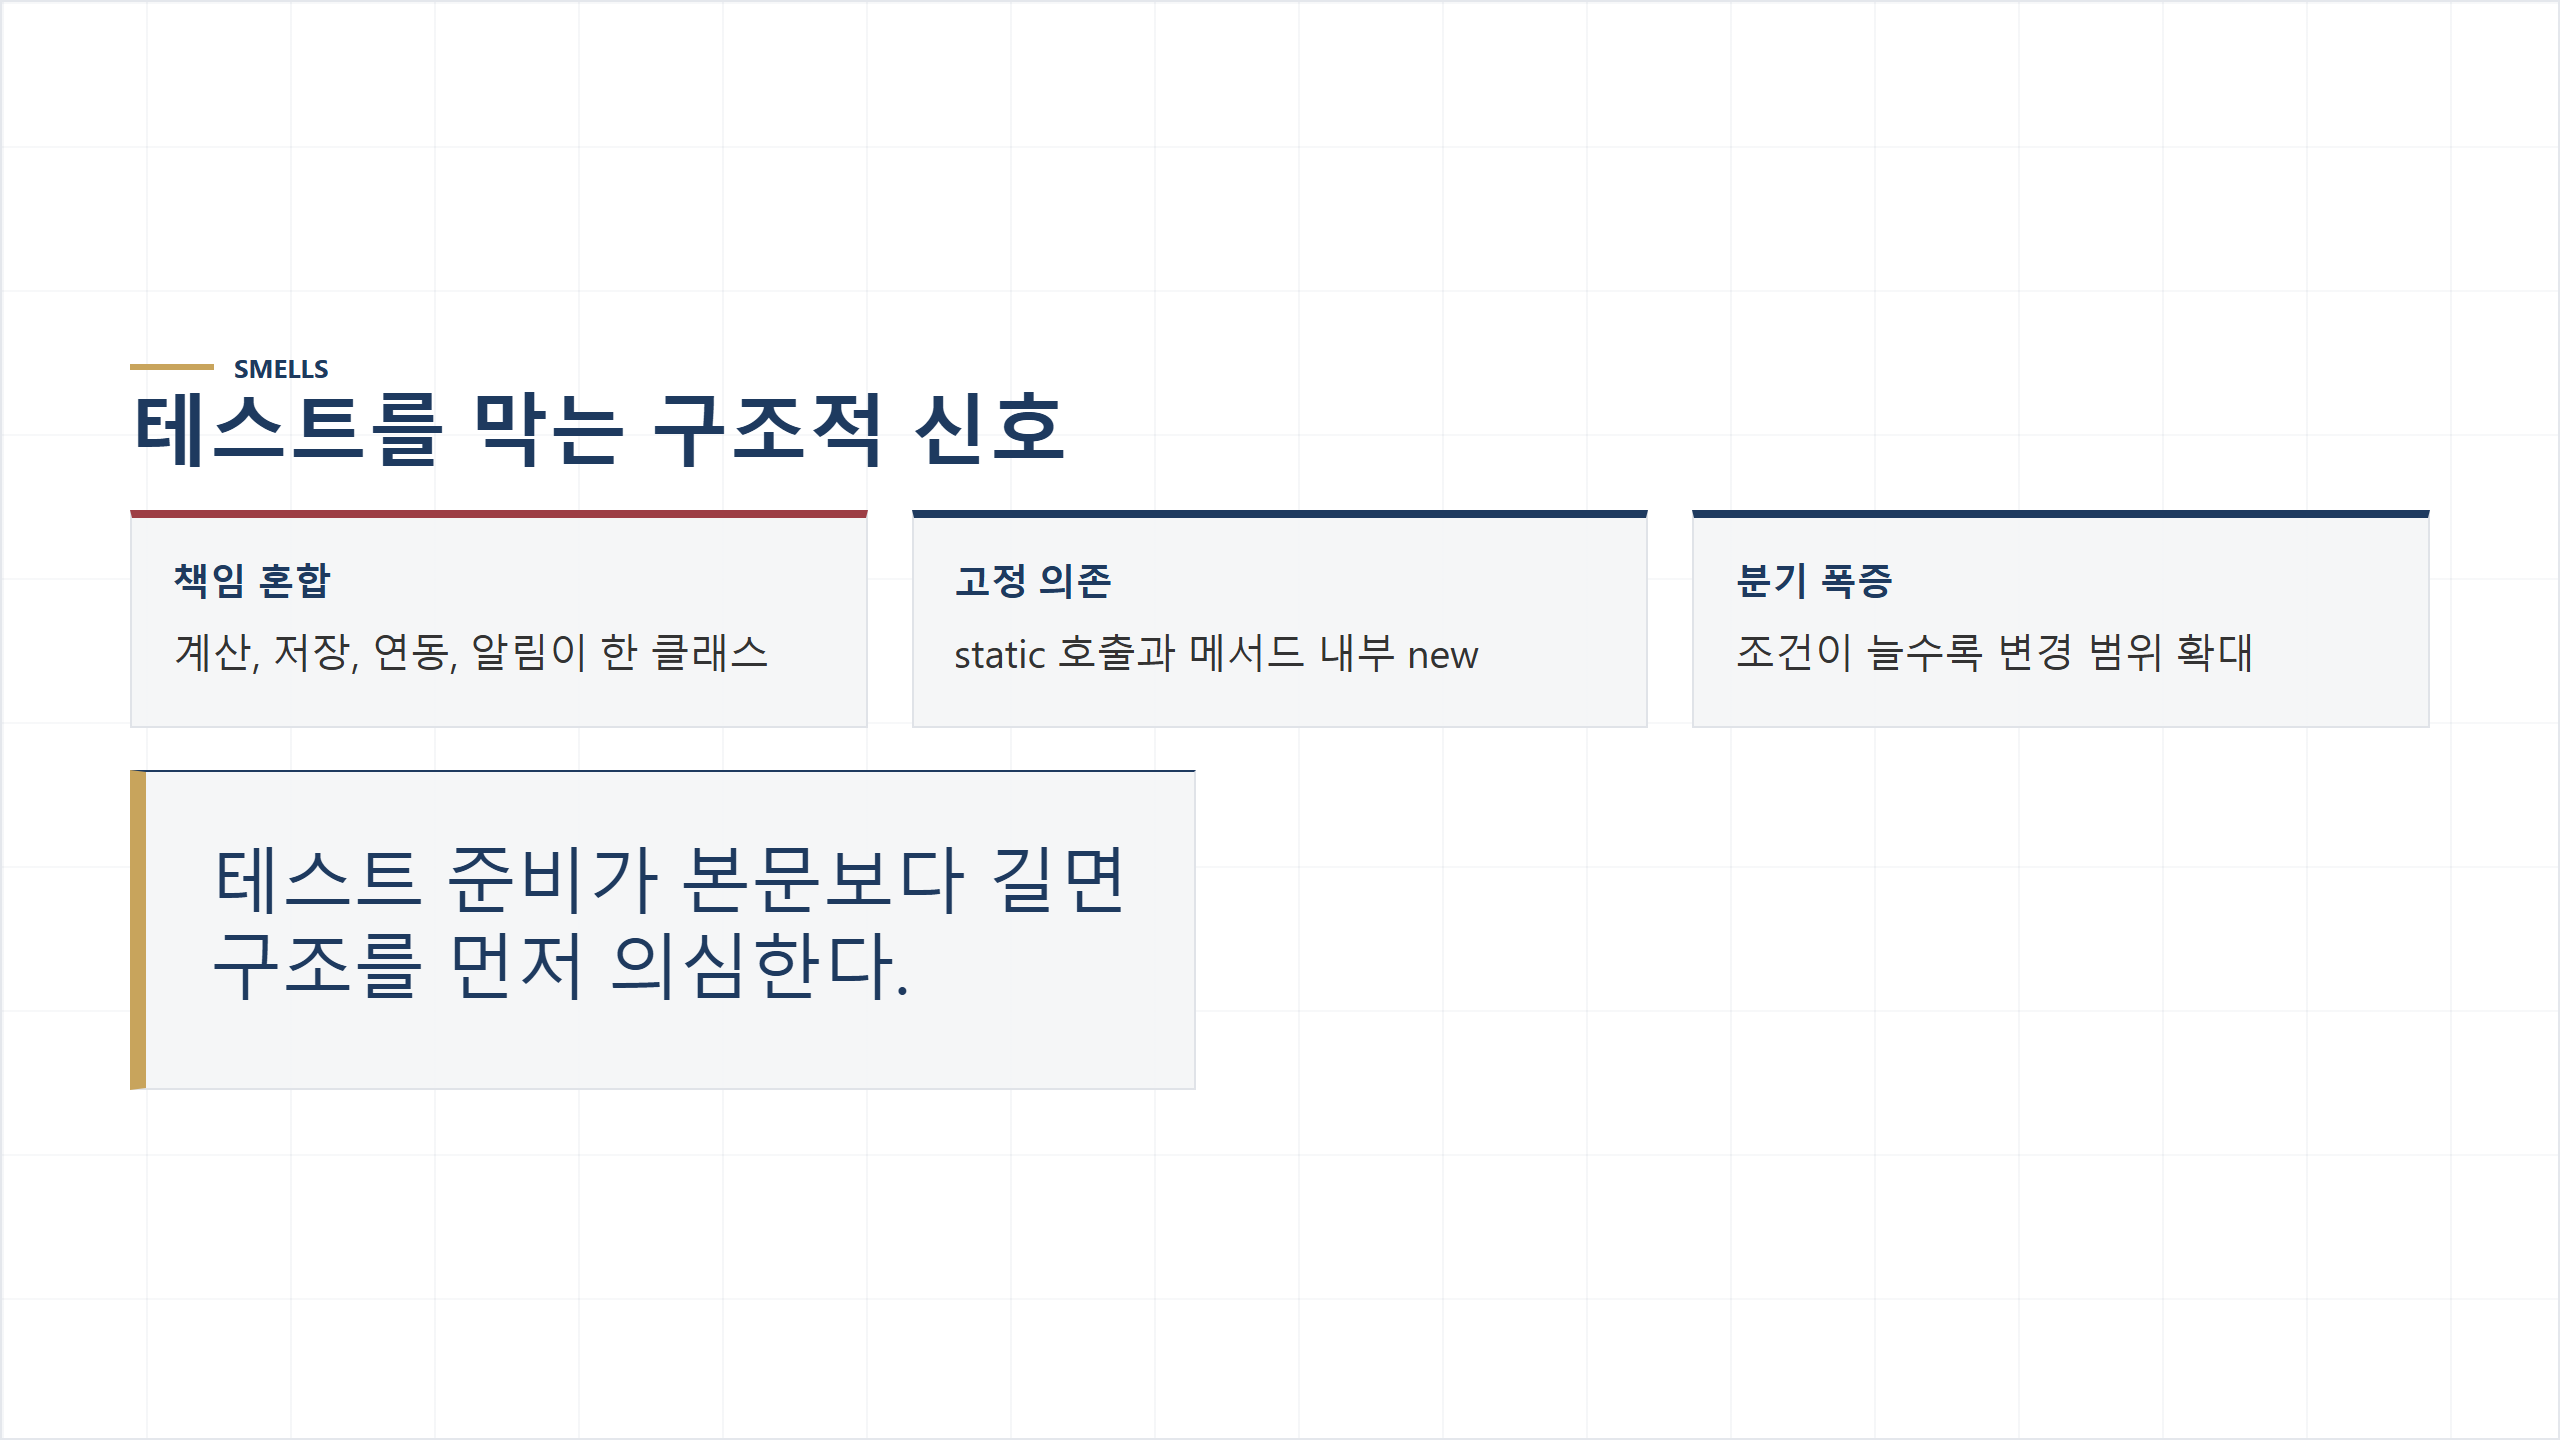 SMELLS
테스트를 막는 구조적 신호
책임 혼합
계산, 저장, 연동, 알림이 한 클래스
고정 의존
static 호출과 메서드 내부 new
분기 폭증
조건이 늘수록 변경 범위 확대
테스트 준비가 본문보다 길면
구조를 먼저 의심한다.